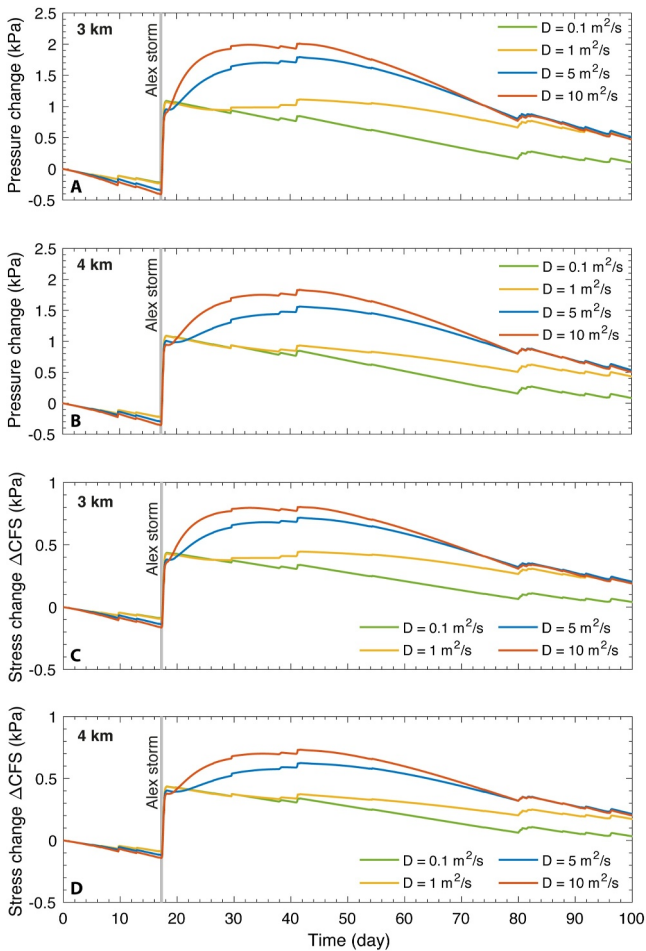 3 km
Alex storm
Pressure change (kPa)
2.5
2
1.5
1
0.5
0
-0.5
D = 0.1 m²/s
D = 1 m²/s
D = 5 m²/s
D = 10 m²/s
A
4 km
Alex storm
Pressure change (kPa)
2.5
2
1.5
1
0.5
0
-0.5
D = 0.1 m²/s
D = 1 m²/s
D = 5 m²/s
D = 10 m²/s
B
3 km
Alex storm
Stress change ΔCFS (kPa)
1
0.5
0
-0.5
D = 0.1 m²/s D = 5 m²/s
D = 1 m²/s D = 10 m²/s
C
4 km
Alex storm
Stress change ΔCFS (kPa)
1
0.5
0
-0.5
D = 0.1 m²/s D = 5 m²/s
D = 1 m²/s D = 10 m²/s
D
0 10 20 30 40 50 60 70 80 90 100
Time (day)